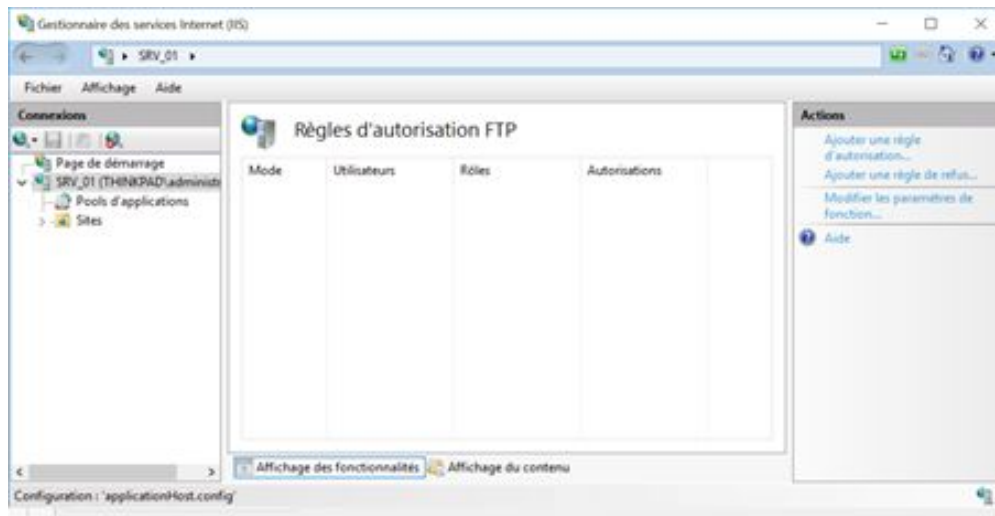 Gestionnaire des services Internet (IIS)
SRV_01
Fichier Affichage Aide
Connexions
Page de démarrage
SRV_01 (THINKPAD\administr
Pools d'applications
Sites
Règles d'autorisation FTP
Mode Utilisateurs Rôles Autorisations
Affichage des fonctionnalités Affichage du contenu
Actions
Ajouter une règle
d'autorisation...
Ajouter une règle de refus...
Modifier les paramètres de
fonction...
Aide
Configuration : 'applicationHost.config'